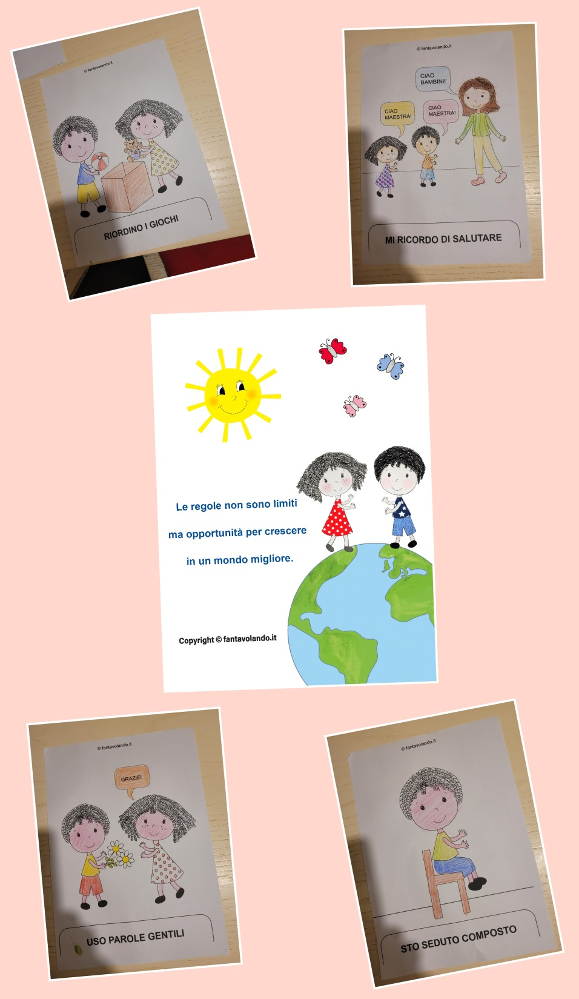 © fantavolando.it
RIORDINO I GIOCHI
© fantavolando.it
CIAO
BAMBINI!
CIAO
MAESTRA!
CIAO
MAESTRA!
MI RICORDO DI SALUTARE
Le regole non sono limiti
ma opportunità per crescere
in un mondo migliore.
Copyright © fantavolando.it
© fantavolando.it
GRAZIE!
USO PAROLE GENTILI
© fantavolando.it
STO SEDUTO COMPOSTO